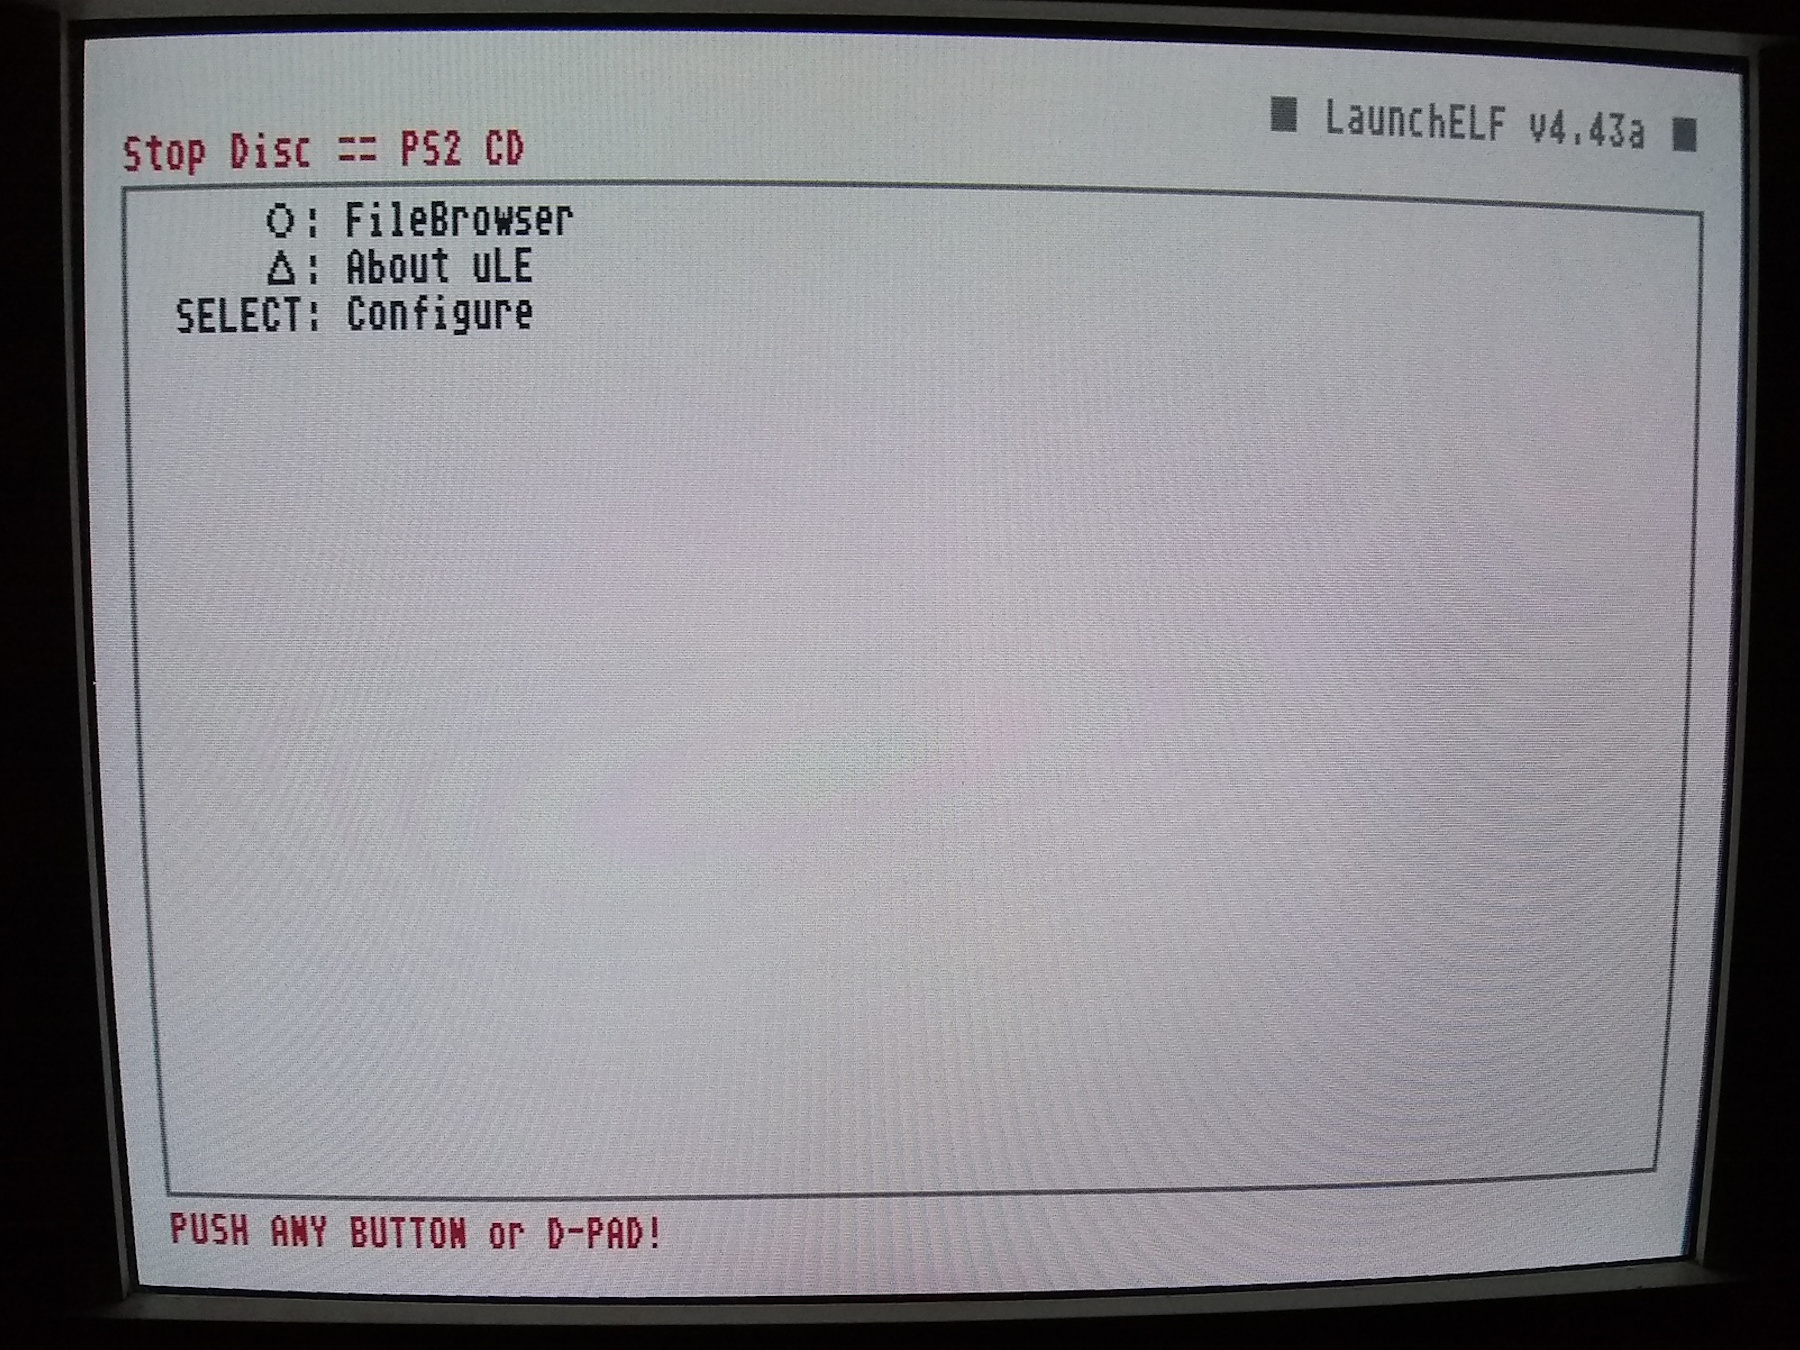 ■ LaunchELF v4.43a ■
Stop Disc == PS2 CD
○: FileBrowser
△: About uLE
SELECT: Configure
PUSH ANY BUTTON or D-PAD!